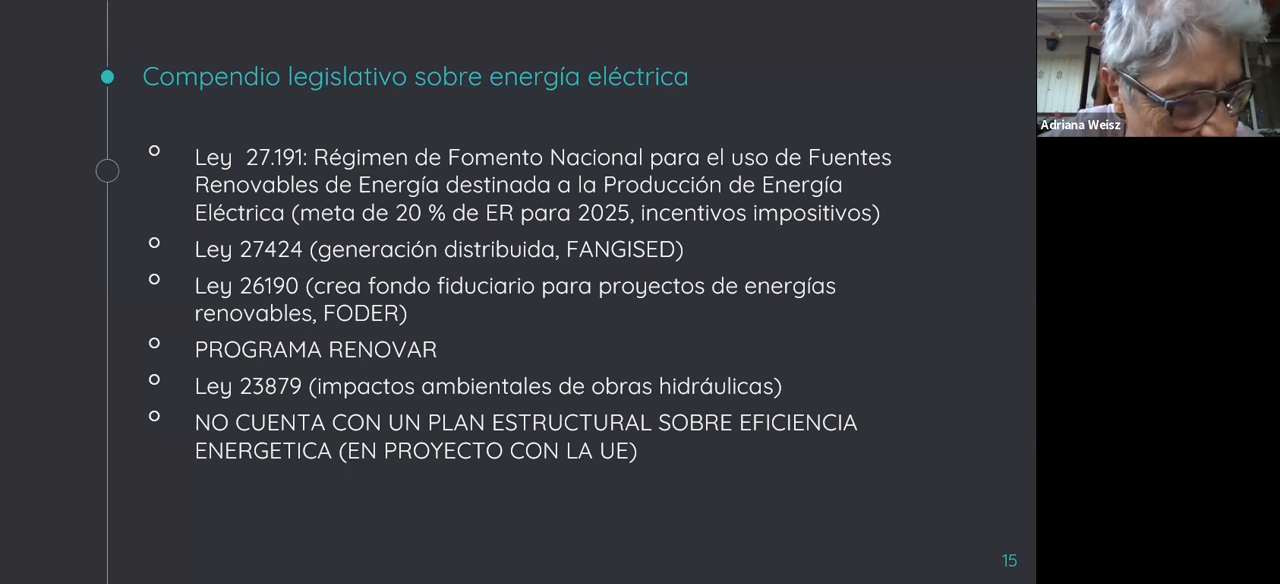 Compendio legislativo sobre energía eléctrica
Ley 27.191: Régimen de Fomento Nacional para el uso de Fuentes
Renovables de Energía destinada a la Producción de Energía
Eléctrica (meta de 20 % de ER para 2025, incentivos impositivos)
Ley 27424 (generación distribuida, FANGISED)
Ley 26190 (crea fondo fiduciario para proyectos de energías
renovables, FODER)
PROGRAMA RENOVAR
Ley 23879 (impactos ambientales de obras hidráulicas)
NO CUENTA CON UN PLAN ESTRUCTURAL SOBRE EFICIENCIA
ENERGETICA (EN PROYECTO CON LA UE)
15
Adriana Weisz